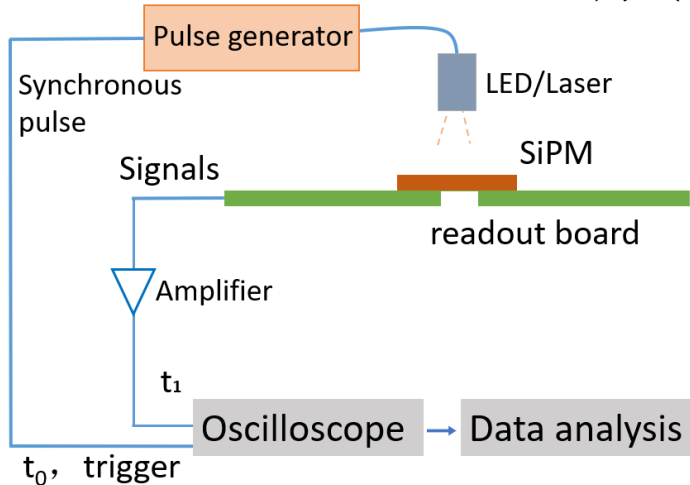 Pulse generator
Synchronous
pulse
LED/Laser
SiPM
Signals
readout board
Amplifier
t₁
Oscilloscope
Data analysis
t₀， trigger